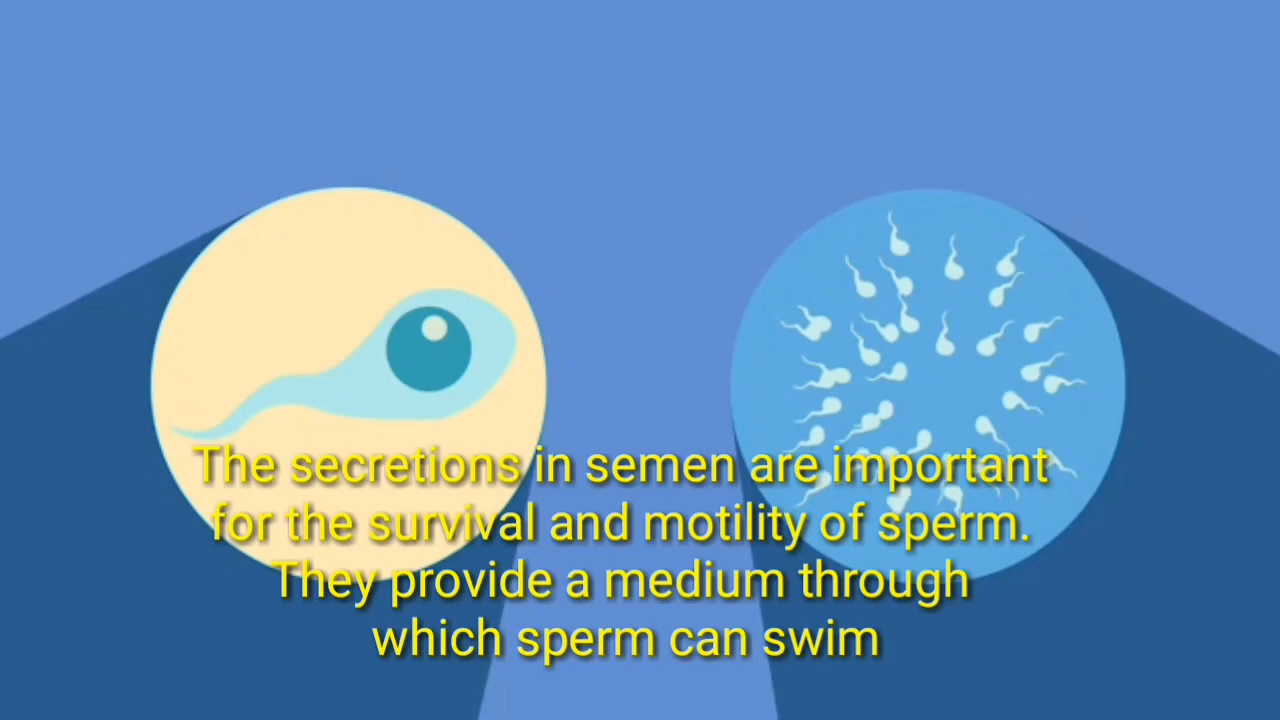 The secretions in semen are important
for the survival and motility of sperm.
They provide a medium through
which sperm can swim